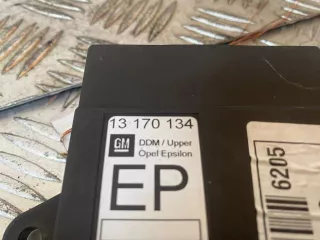 13 170 134
GM DDM / Upper
Opel Epsilon
EP
6205